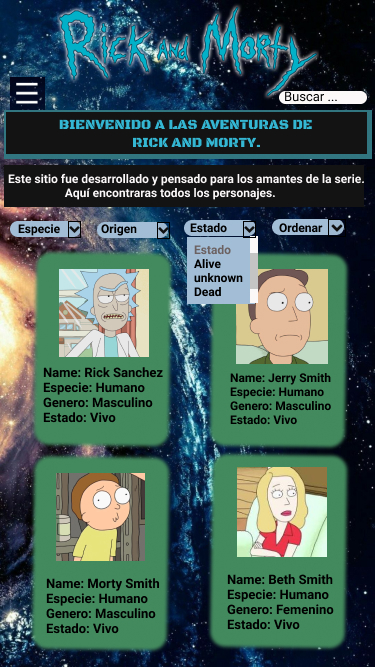 Rick and Morty
Buscar ...
BIENVENIDO A LAS AVENTURAS DE
RICK AND MORTY.
Este sitio fue desarrollado y pensado para los amantes de la serie.
Aquí encontraras todos los personajes.
Especie
Origen
Estado
Ordenar
Estado
Alive
unknown
Dead
Name: Rick Sanchez
Especie: Humano
Genero: Masculino
Estado: Vivo
Name: Jerry Smith
Especie: Humano
Genero: Masculino
Estado: Vivo
Name: Morty Smith
Especie: Humano
Genero: Masculino
Estado: Vivo
Name: Beth Smith
Especie: Humano
Genero: Femenino
Estado: Vivo